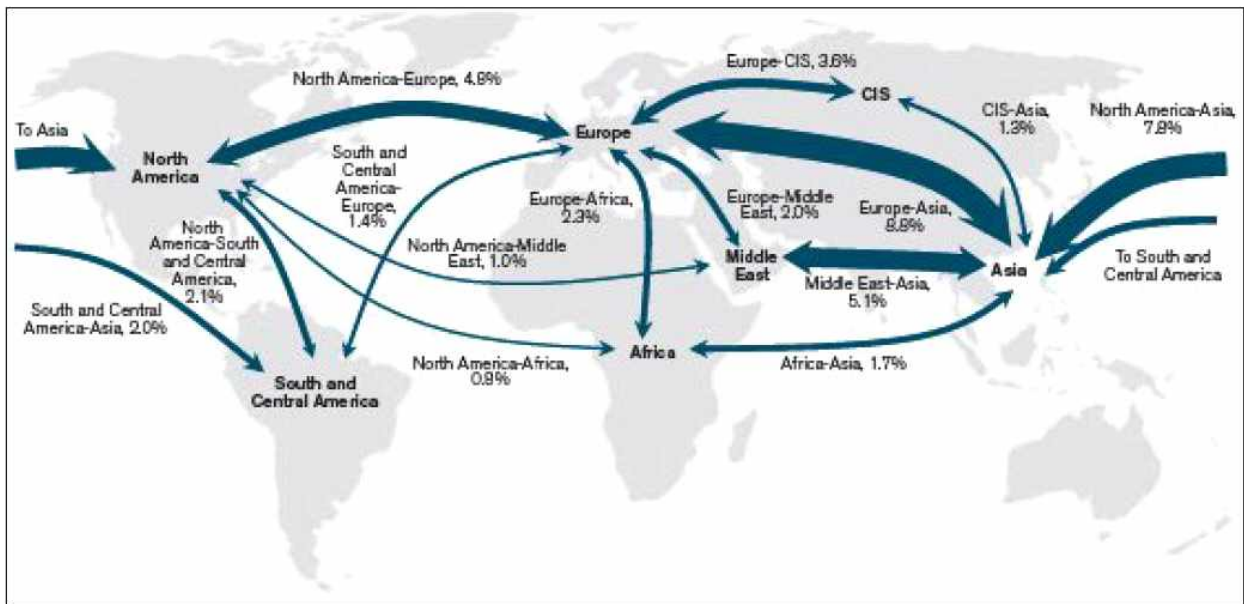 North America-Europe, 4.8%
Europe-CIS, 3.6%
CIS
CIS-Asia,
1.3%
North America-Asia,
7.8%
To Asia
North
America
Europe
South and
Central
America-
Europe,
1.4%
Europe-Africa,
2.3%
Europe-Middle
East, 2.0%
Europe-Asia,
8.8%
North
America-South
and Central
America,
2.1%
North America-Middle
East, 1.0%
Middle
East
Asia
To South and
Central America
Middle East-Asia,
5.1%
South and Central
America-Asia, 2.0%
Africa
North America-Africa,
0.9%
Africa-Asia, 1.7%
South and
Central America